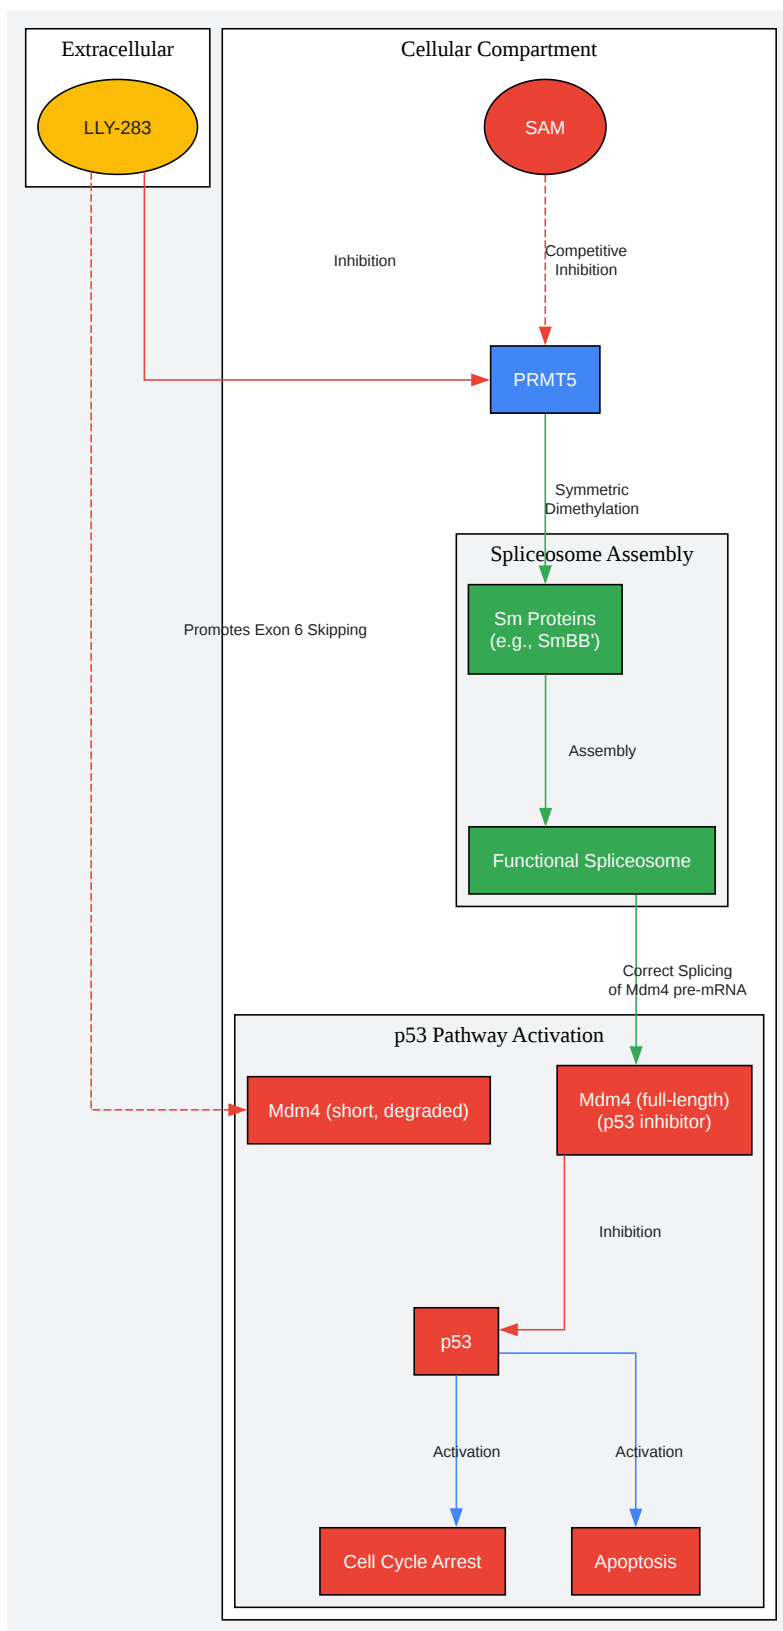 Extracellular
Cellular Compartment
LLY-283
SAM
Inhibition
Competitive
Inhibition
PRMT5
Symmetric
Dimethylation
Spliceosome Assembly
Sm Proteins
(e.g., SmBB')
Promotes Exon 6 Skipping
Assembly
Functional Spliceosome
Correct Splicing
of Mdm4 pre-mRNA
p53 Pathway Activation
Mdm4 (short, degraded)
Mdm4 (full-length)
(p53 inhibitor)
Inhibition
p53
Activation
Activation
Cell Cycle Arrest
Apoptosis